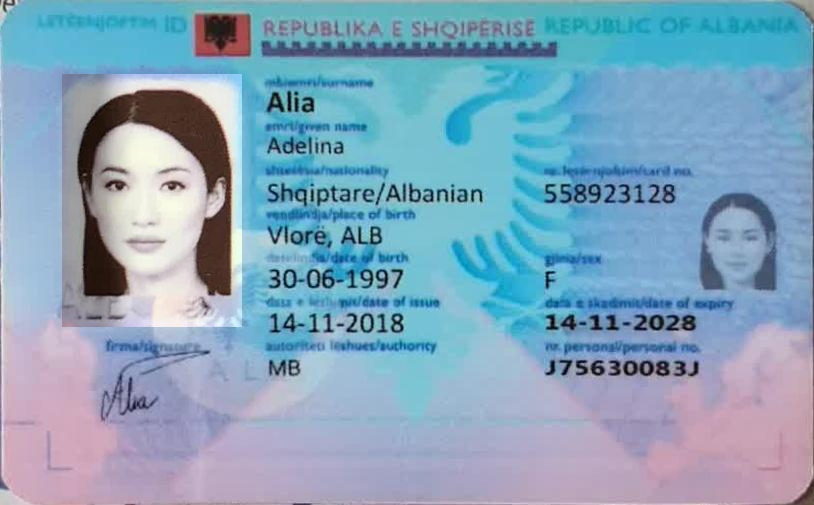 LETËRNJOFTIM ID REPUBLIKA E SHQIPËRISË REPUBLIC OF ALBANIA
mbiemri/surname
Alia
emri/given name
Adelina
shtetësia/nationality
Shqiptare/Albanian
nr. letërnjoftimi/card no.
558923128
vendlindja/place of birth
Vlorë, ALB
datelindja/date of birth
30-06-1997
gjinia/sex
F
data e lëshimit/date of issue
14-11-2018
data e skadimit/date of expiry
14-11-2028
autoriteti lëshues/authority
MB
nr. personal/personal no.
J75630083J
firma/signature
Alia